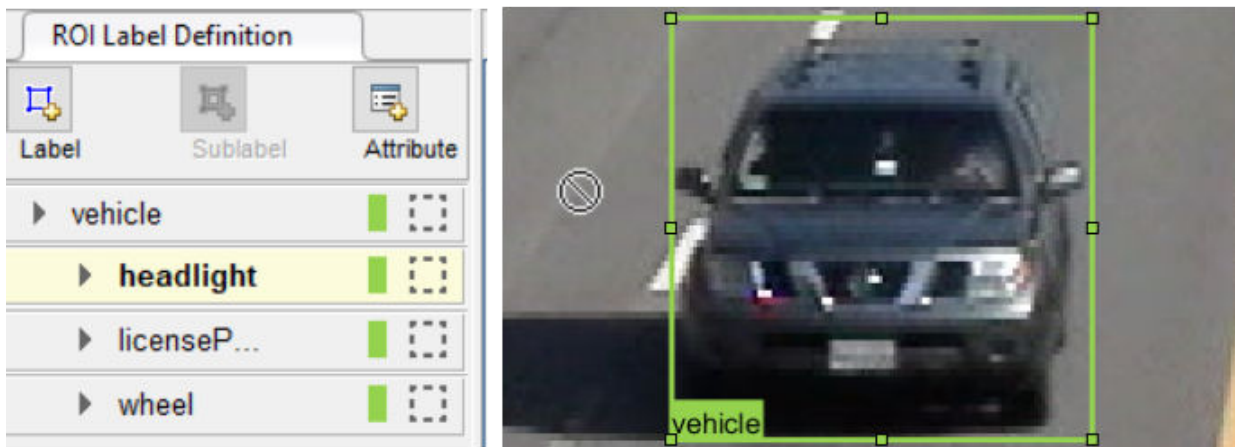 ROI Label Definition
Label
Sublabel
Attribute
vehicle
headlight
licenseP...
wheel
vehicle